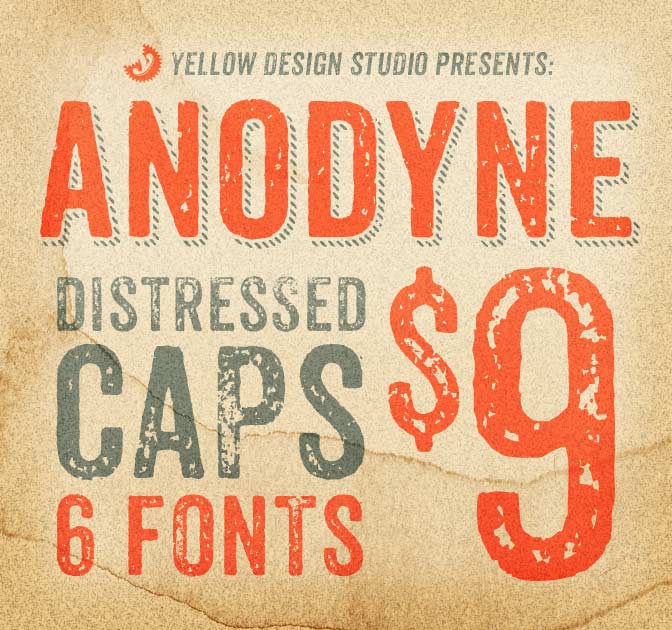 YELLOW DESIGN STUDIO PRESENTS:
ANODYNE
DISTRESSED
CAPS
6 FONTS
$9